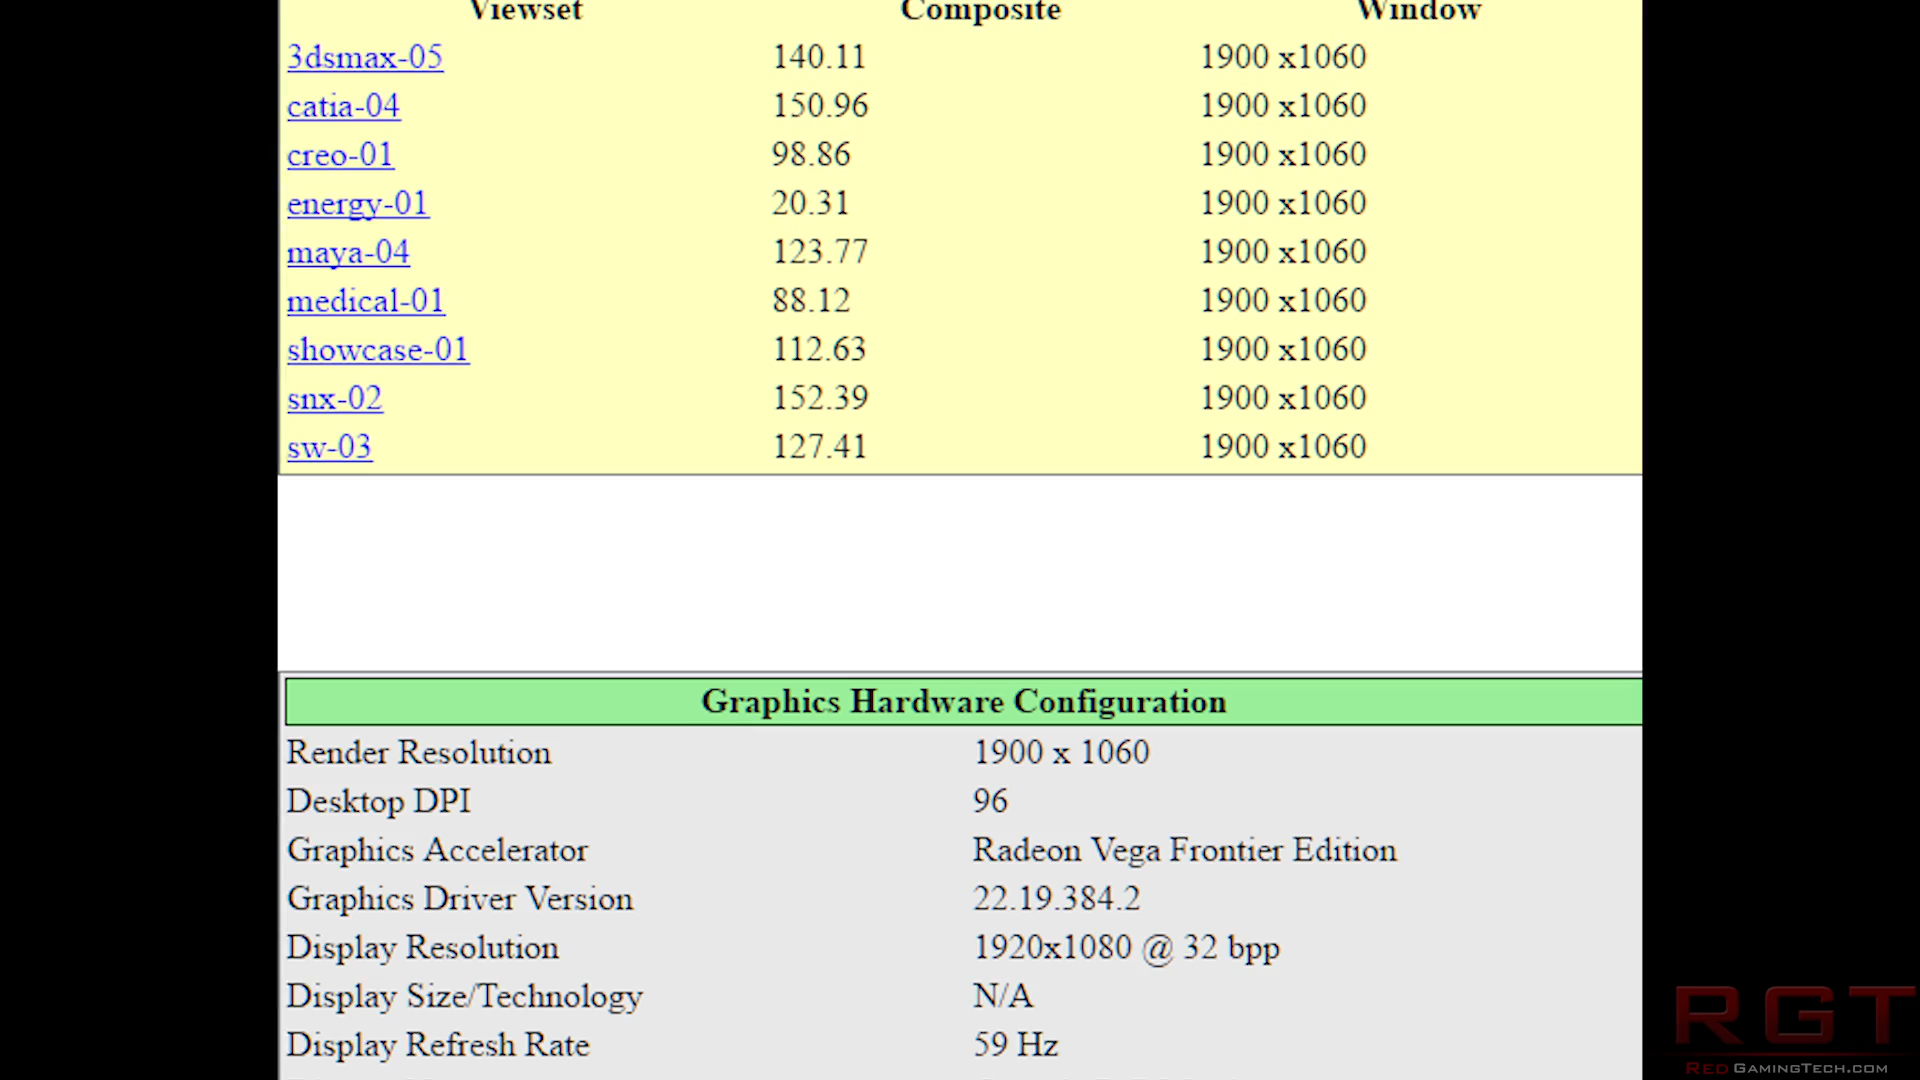 Viewset Composite Window
3dsmax-05 140.11 1900 x1060
catia-04 150.96 1900 x1060
creo-01 98.86 1900 x1060
energy-01 20.31 1900 x1060
maya-04 123.77 1900 x1060
medical-01 88.12 1900 x1060
showcase-01 112.63 1900 x1060
snx-02 152.39 1900 x1060
sw-03 127.41 1900 x1060
Graphics Hardware Configuration
Render Resolution 1900 x 1060
Desktop DPI 96
Graphics Accelerator Radeon Vega Frontier Edition
Graphics Driver Version 22.19.384.2
Display Resolution 1920x1080 @ 32 bpp
Display Size/Technology N/A
Display Refresh Rate 59 Hz
RGT
RedGamingTech.com